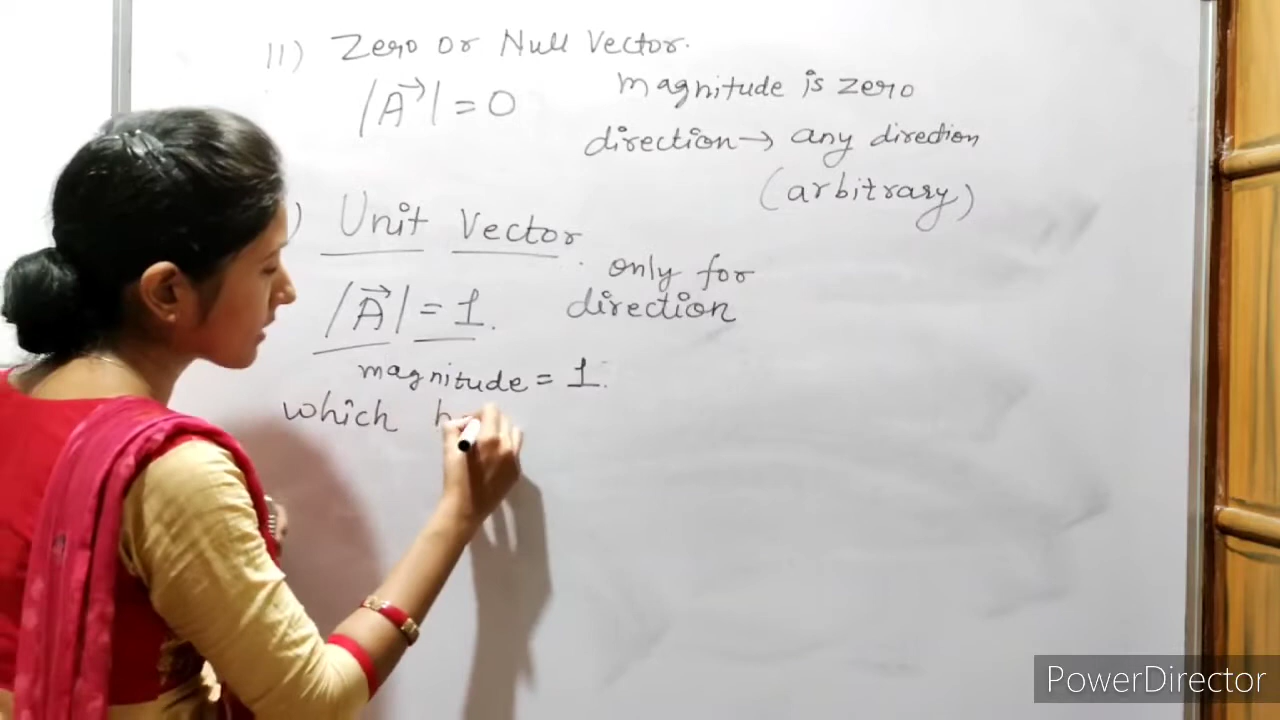 11) Zero or Null Vector.
|A→| = 0
magnitude is zero
direction → any direction
(arbitrary)
) Unit Vector.
only for
direction
|A→| = 1.
magnitude = 1.
which h
PowerDirector